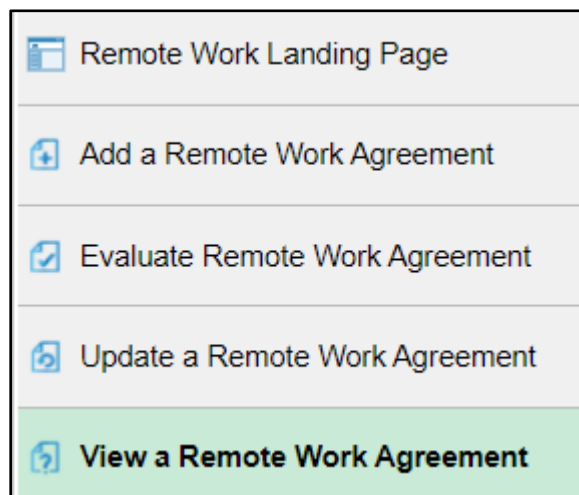 Remote Work Landing Page
Add a Remote Work Agreement
Evaluate Remote Work Agreement
Update a Remote Work Agreement
View a Remote Work Agreement